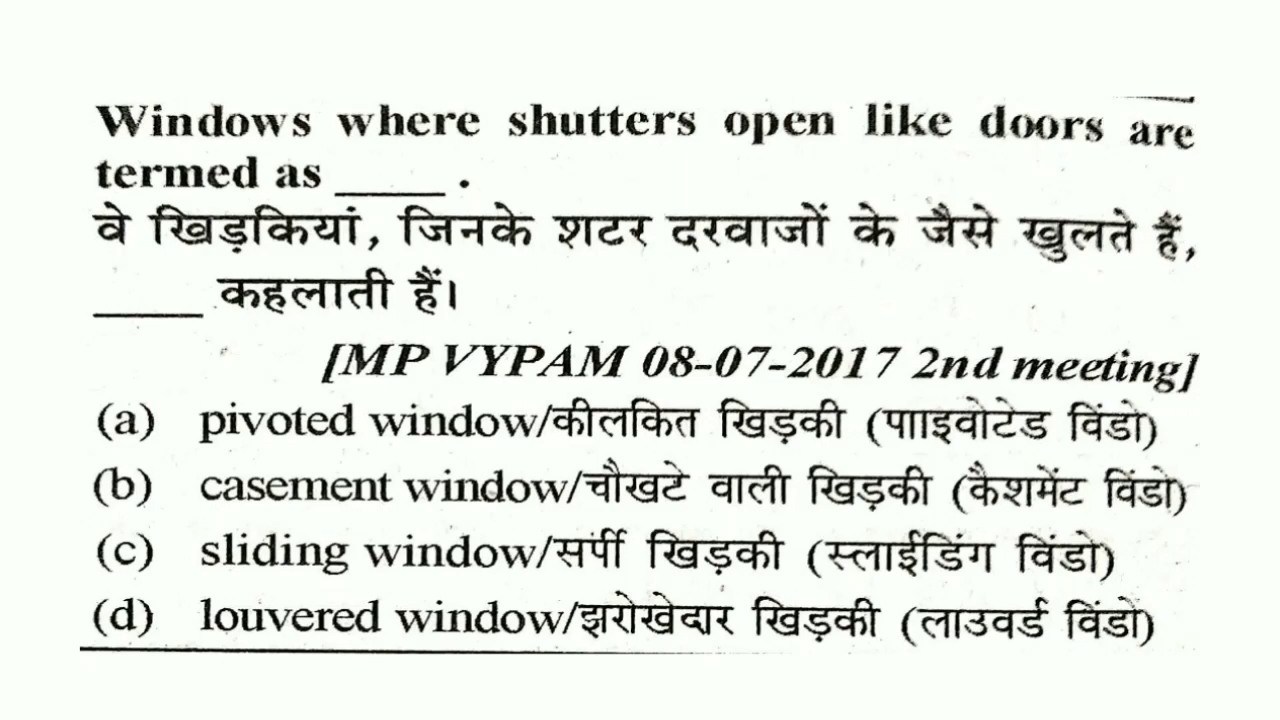 Windows where shutters open like doors are
termed as _____ .
वे खिड़कियां, जिनके शटर दरवाजों के जैसे खुलते हैं,
_____ कहलाती हैं।
[MP VYPAM 08-07-2017 2nd meeting]
(a) pivoted window/कीलकित खिड़की (पााइवोटेड विंडो)
(b) casement window/चौखटे वाली खिड़की (कैशमेंट विंडो)
(c) sliding window/सर्पी खिड़की (स्लाईडिंग विंडो)
(d) louvered window/झरोखेदार खिड़की (लाउवर्ड विंडो)